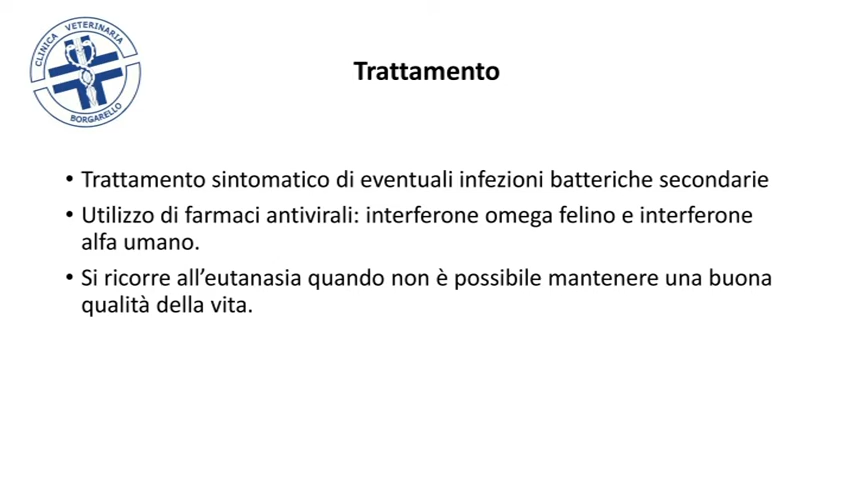 CLINICA VETERINARIA
BORGARELLO
Trattamento
• Trattamento sintomatico di eventuali infezioni batteriche secondarie
• Utilizzo di farmaci antivirali: interferone omega felino e interferone
alfa umano.
• Si ricorre all’eutanasia quando non è possibile mantenere una buona
qualità della vita.